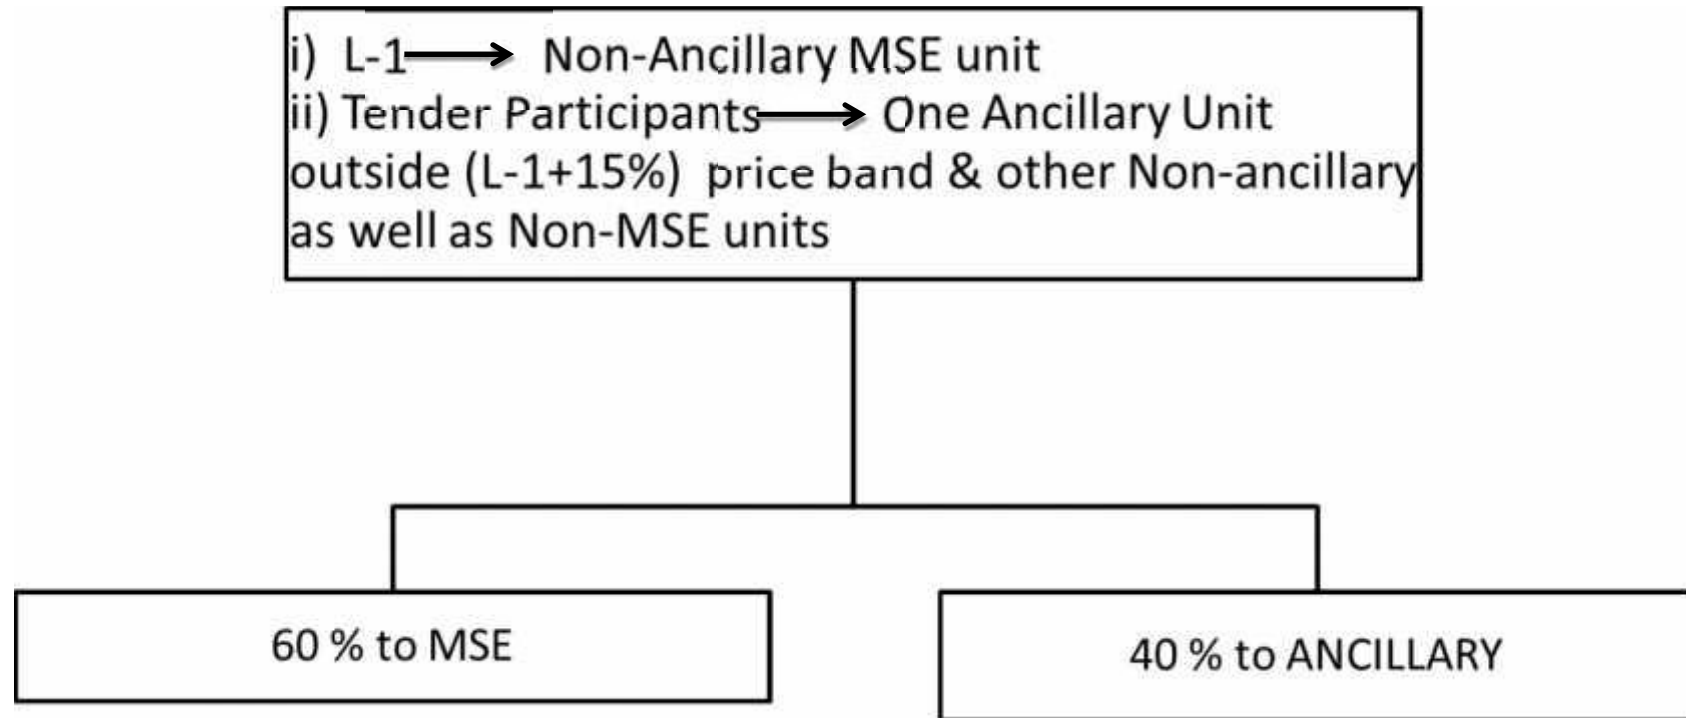 i) L-1⟶ Non-Ancillary MSE unit
ii) Tender Participants⟶ One Ancillary Unit
outside (L-1+15%) price band & other Non-ancillary
as well as Non-MSE units
60 % to MSE
40 % to ANCILLARY